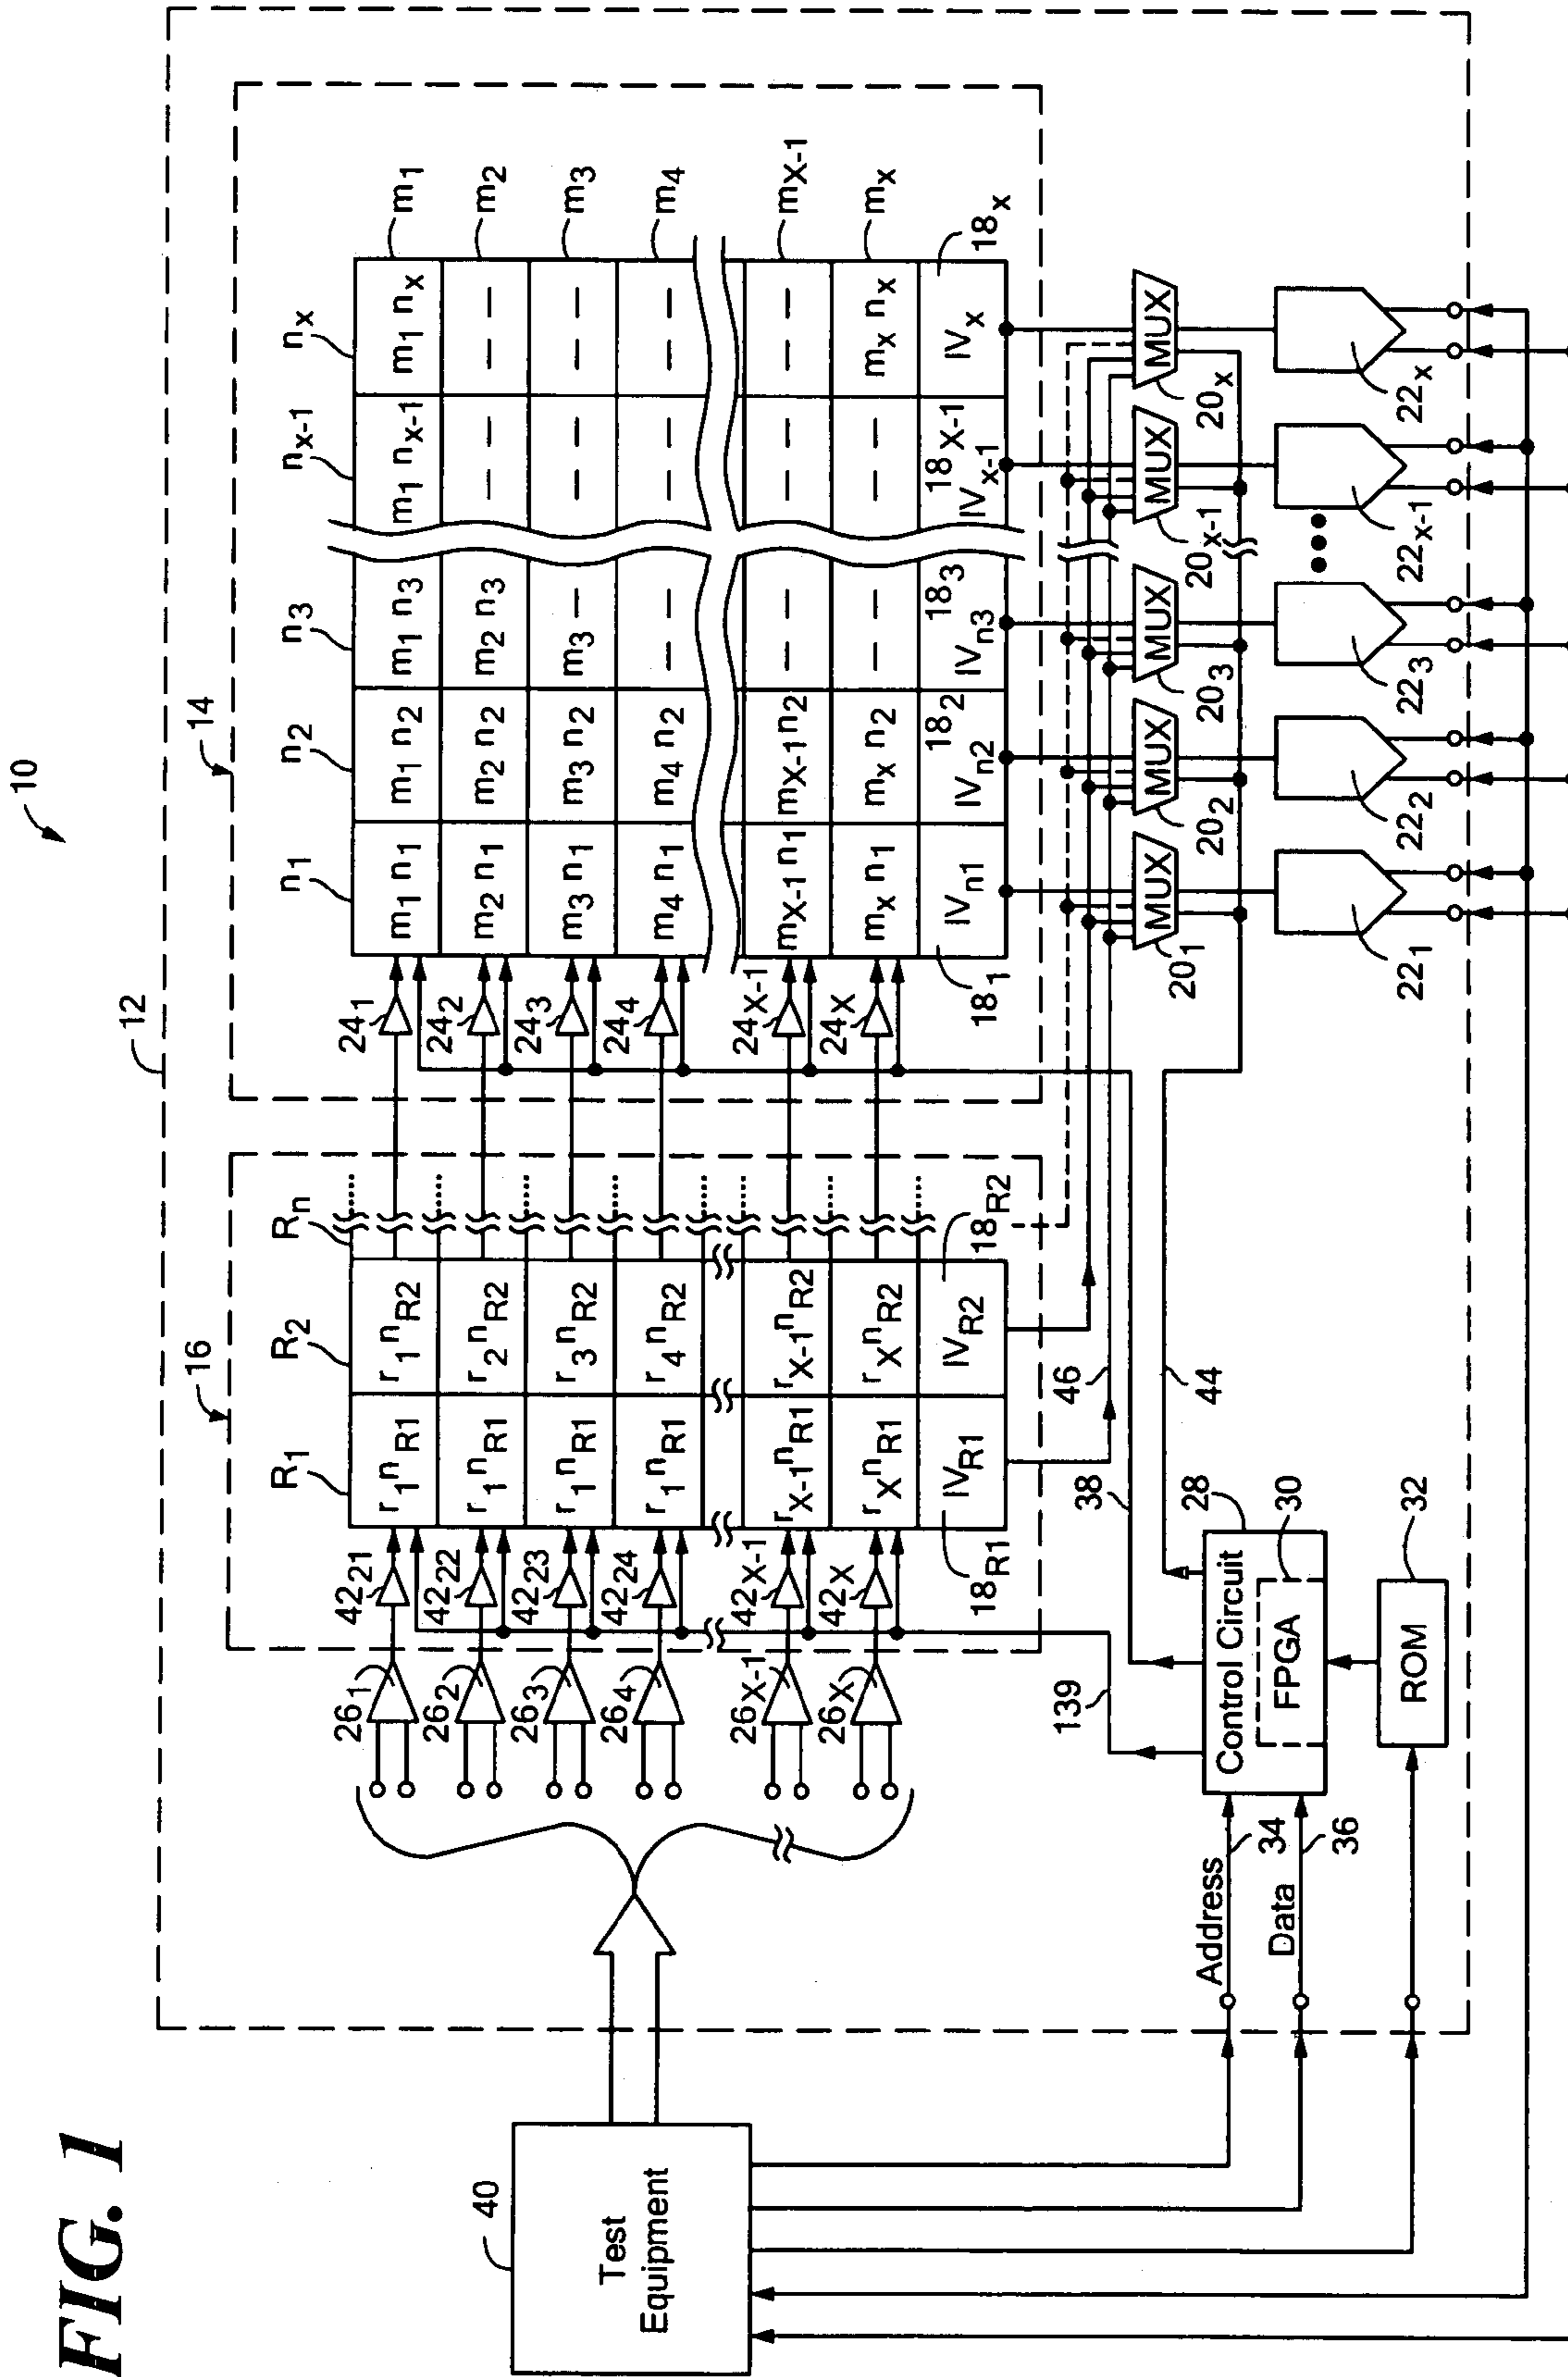 FIG. 1
10
12
14
16
n₁ n₂ n₃ nₓ₋₁ nₓ
R₁ R₂ Rₙ
m₁ n₁ m₁ n₂ m₁ n₃ m₁ nₓ₋₁ m₁ nₓ m₁
m₂ n₁ m₂ n₂ m₂ n₃ — — — — m₂
m₃ n₁ m₃ n₂ m₃ — — — — — m₃
m₄ n₁ m₄ n₂ — — — — — — m₄
mX-1 n₁ mX-1 n₂ — — — — — — mX-1
mₓ n₁ mₓ n₂ — — — — mₓ nₓ mₓ
IVn1 IVn2 IVn3 IVx-1 IVx
18₁ 18₂ 18₃ 18X-1 18ₓ
24₁
24₂
24₃
24₄
24X-1
24X
r₁nR1 r₁nR2 .....
r₁nR1 r₂nR2 .....
r₁nR1 r₃nR2 .....
r₁nR1 r₄nR2 .....
rX-1nR1 rX-1nR2 .....
rXnR1 rXnR2 .....
IVR1 IVR2
18R1 18R2
26₁ 42₂₁
26₂ 42₂₂
26₃ 42₂₃
26₄ 42₂₄
26X-1 42X-1
26X 42X
MUX MUX MUX MUX MUX
20₁ 20₂ 20₃ 20x-1 20x
22₁ 22₂ 22₃ 22x-1 22x
46
44
38
139
28
Control Circuit
30
FPGA
32
ROM
Address
34
Data
36
40
Test
Equipment